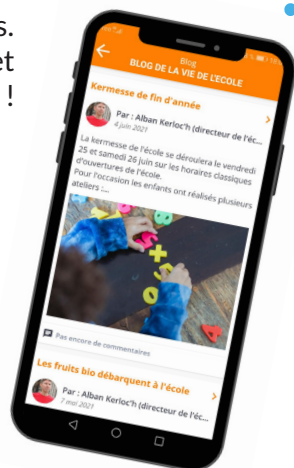 s.
et
!
Blog
BLOG DE LA VIE DE L'ECOLE
Kermesse de fin d'année
Par : Alban Kerloc'h (directeur de l'éc...
4 juin 2021
La kermesse de l'école se déroulera le vendredi
25 et samedi 26 juin sur les horaires classiques
d'ouvertures de l'école.
Pour l'occasion les enfants ont réalisés plusieurs
ateliers :...
Pas encore de commentaires
Les fruits bio débarquent à l'école
Par : Alban Kerloc'h (directeur de l'éc...
7 mai 2021